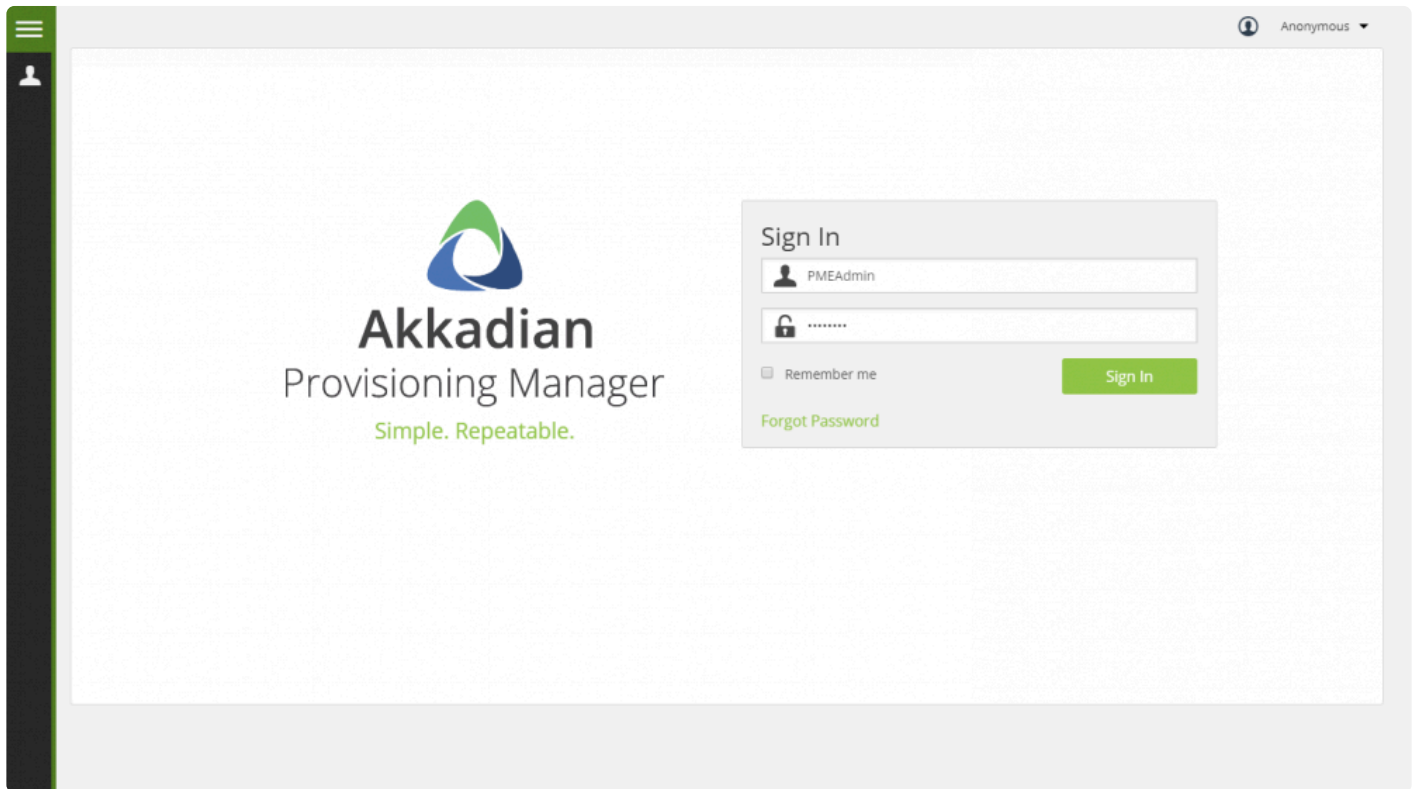 Anonymous
Akkadian
Provisioning Manager
Simple. Repeatable.
Sign In
PMEAdmin
········
Remember me
Sign In
Forgot Password